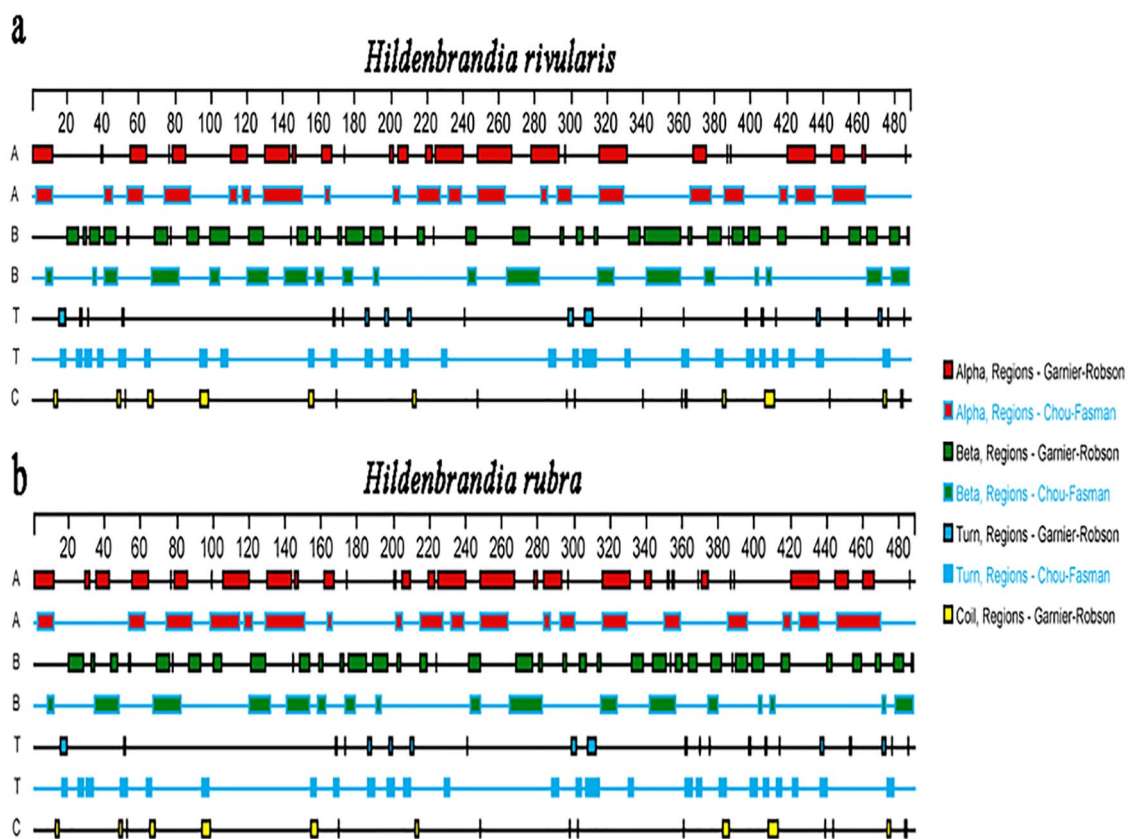 a
Hildenbrandia rivularis
20 40 60 80 100 120 140 160 180 200 220 240 260 280 300 320 340 360 380 400 420 440 460 480
A
A
B
B
T
T
C
Alpha, Regions - Garnier-Robson
Alpha, Regions - Chou-Fasman
Beta, Regions - Garnier-Robson
Beta, Regions - Chou-Fasman
Turn, Regions - Garnier-Robson
Turn, Regions - Chou-Fasman
Coil, Regions - Garnier-Robson
b
Hildenbrandia rubra
20 40 60 80 100 120 140 160 180 200 220 240 260 280 300 320 340 360 380 400 420 440 460 480
A
A
B
B
T
T
C